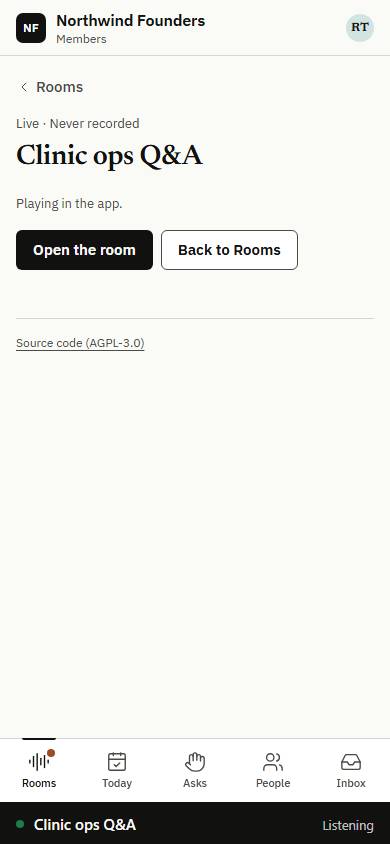 NF
Northwind Founders
Members
RT
Rooms
Live · Never recorded
Clinic ops Q&A
Playing in the app.
Open the room
Back to Rooms
Source code (AGPL-3.0)
Rooms
Today
Asks
People
Inbox
Clinic ops Q&A
Listening